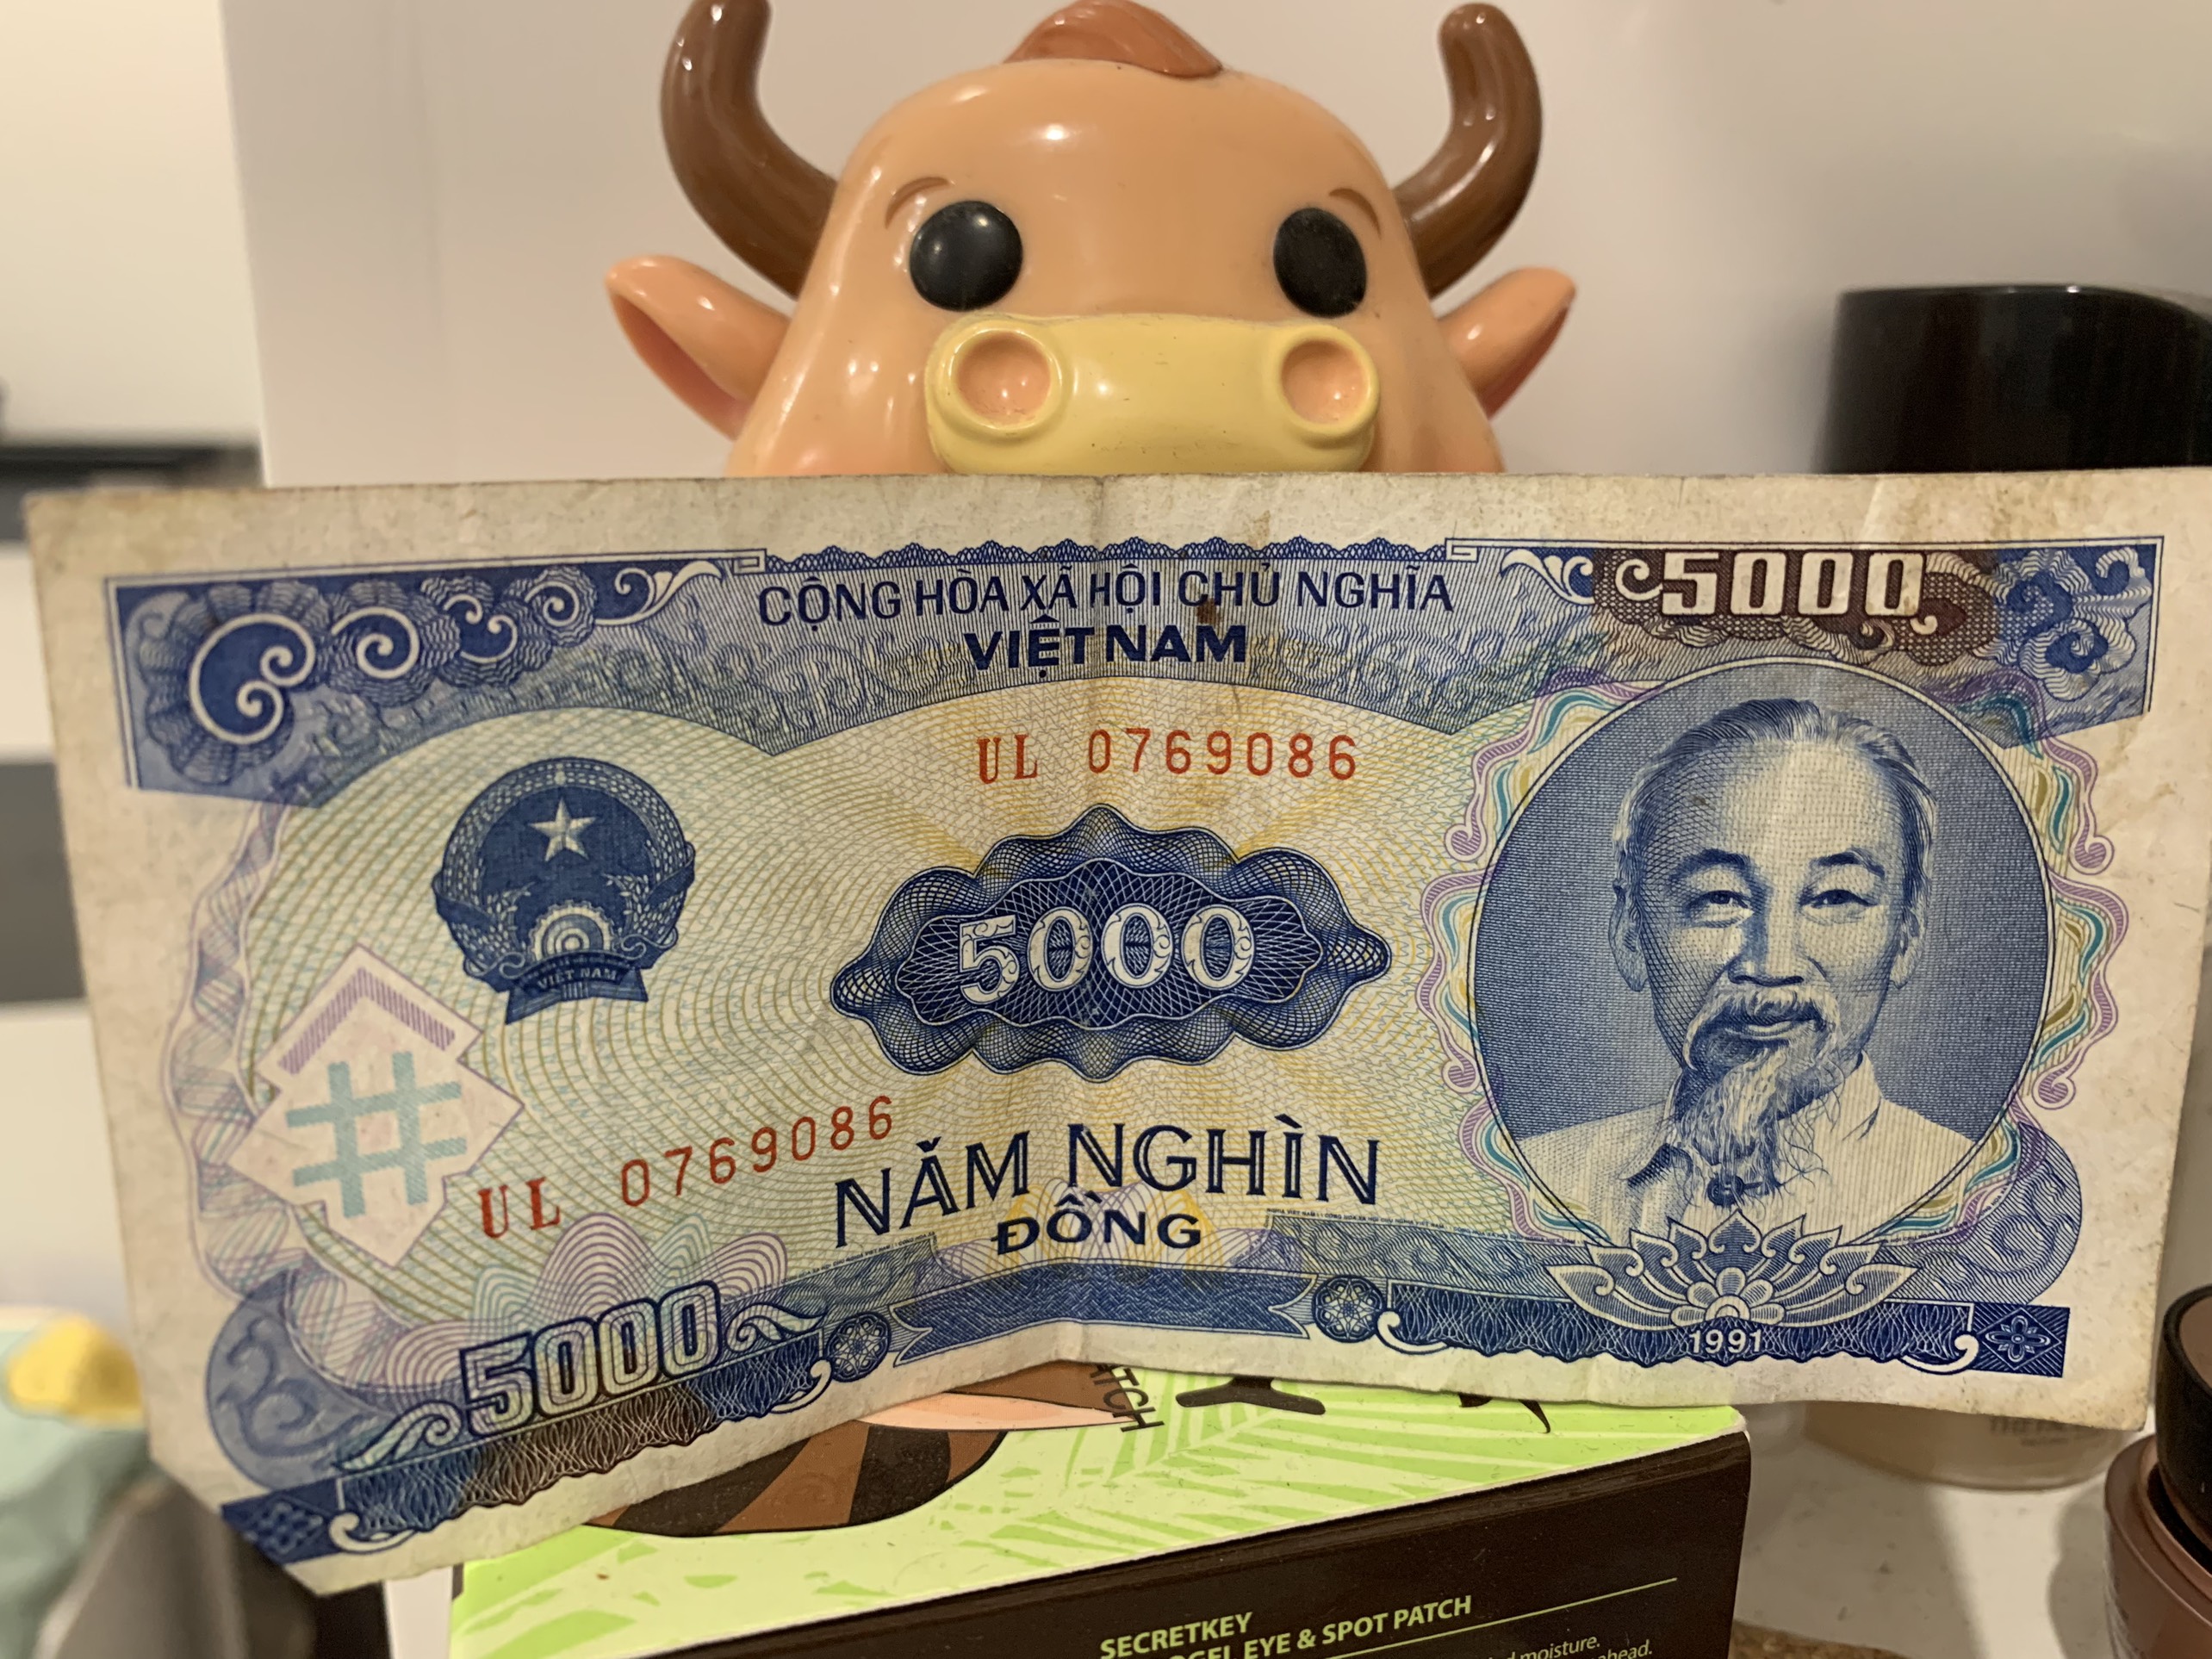 CỘNG HÒA XÃ HỘI CHỦ NGHĨA
VIỆT NAM
5000
UL 0769086
VIỆT NAM
5000
UL 0769086
NĂM NGHÌN
ĐỒNG
5000
1991
SECRETKEY
EYE & SPOT PATCH
moisture.